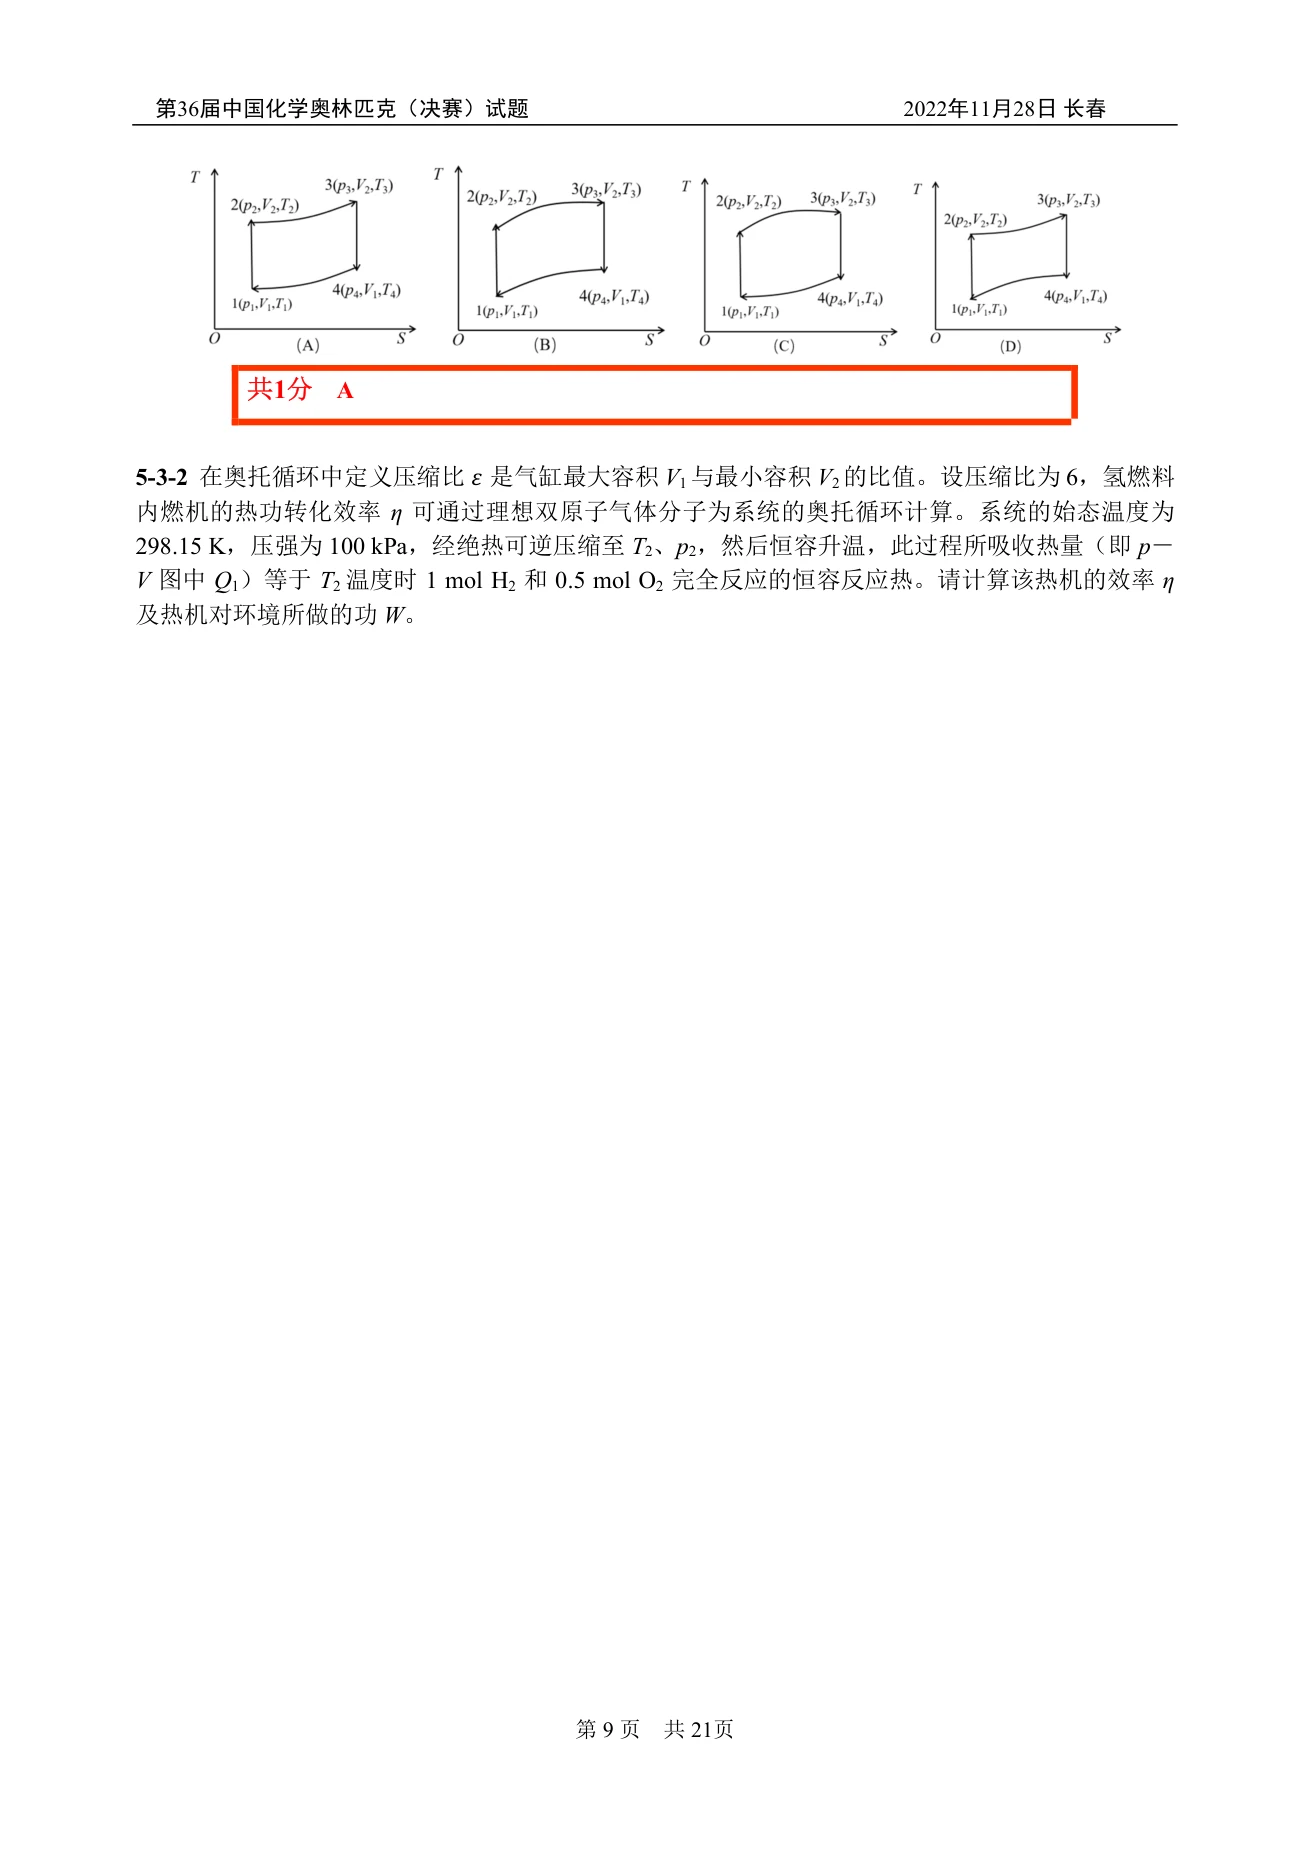 第36届中国化学奥林匹克（决赛）试题 2022年11月28日 长春
T 2(p₂,V₂,T₂) 3(p₃,V₂,T₃) 1(p₁,V₁,T₁) 4(p₄,V₁,T₄) O S (A)
T 2(p₂,V₂,T₂) 3(p₃,V₂,T₃) 1(p₁,V₁,T₁) 4(p₄,V₁,T₄) O S (B)
T 2(p₂,V₂,T₂) 3(p₃,V₂,T₃) 1(p₁,V₁,T₁) 4(p₄,V₁,T₄) O S (C)
T 2(p₂,V₂,T₂) 3(p₃,V₂,T₃) 1(p₁,V₁,T₁) 4(p₄,V₁,T₄) O S (D)
共1分 A
5-3-2 在奥托循环中定义压缩比 ε 是气缸最大容积 V₁与最小容积 V₂的比值。设压缩比为 6，氢燃料
内燃机的热功转化效率 η 可通过理想双原子气体分子为系统的奥托循环计算。系统的始态温度为
298.15 K，压强为 100 kPa，经绝热可逆压缩至 T₂、p₂，然后恒容升温，此过程所吸收热量（即 p－
V 图中 Q₁）等于 T₂温度时 1 mol H₂ 和 0.5 mol O₂ 完全反应的恒容反应热。请计算该热机的效率 η
及热机对环境所做的功 W。
第 9 页 共 21页